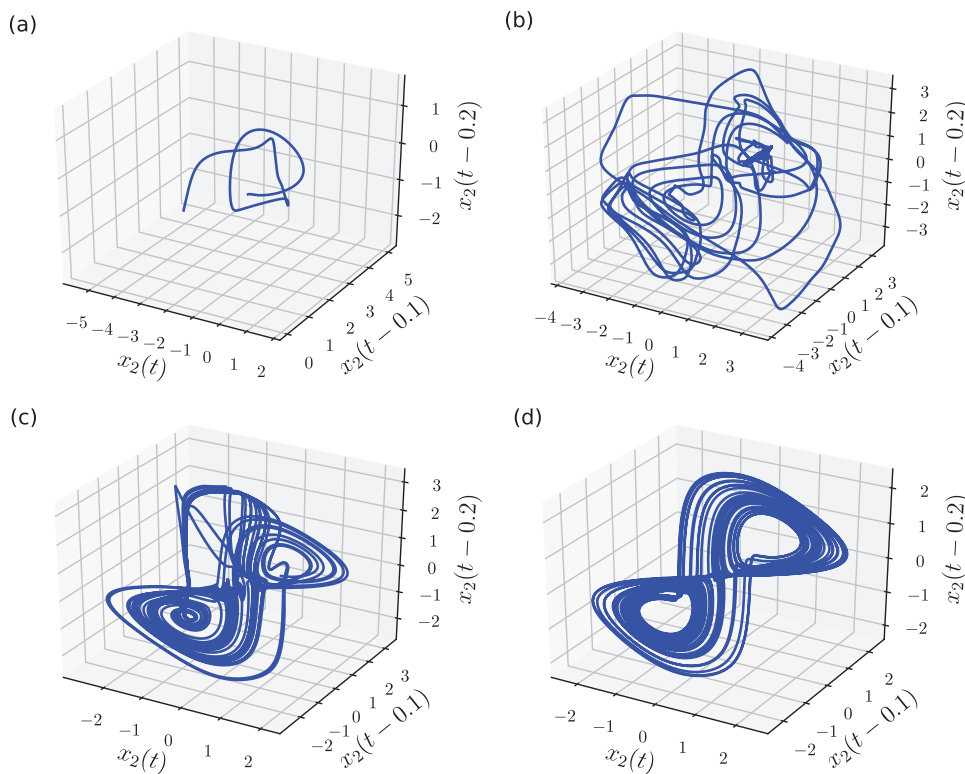 (a)
1
0
−1
−2
x₂(t − 0.2)
−5 −4 −3 −2 −1 0 1 2
x₂(t)
0 1 2 3 4 5
x₂(t − 0.1)
(b)
3
2
1
0
−1
−2
−3
x₂(t − 0.2)
−4 −3 −2 −1 0 1 2 3
x₂(t)
−4 −3 −2 −1 0 1 2 3
x₂(t − 0.1)
(c)
3
2
1
0
−1
−2
x₂(t − 0.2)
−2 −1 0 1 2
x₂(t)
−2 −1 0 1 2 3
x₂(t − 0.1)
(d)
2
1
0
−1
−2
x₂(t − 0.2)
−2 −1 0 1 2
x₂(t)
−2 −1 0 1 2
x₂(t − 0.1)